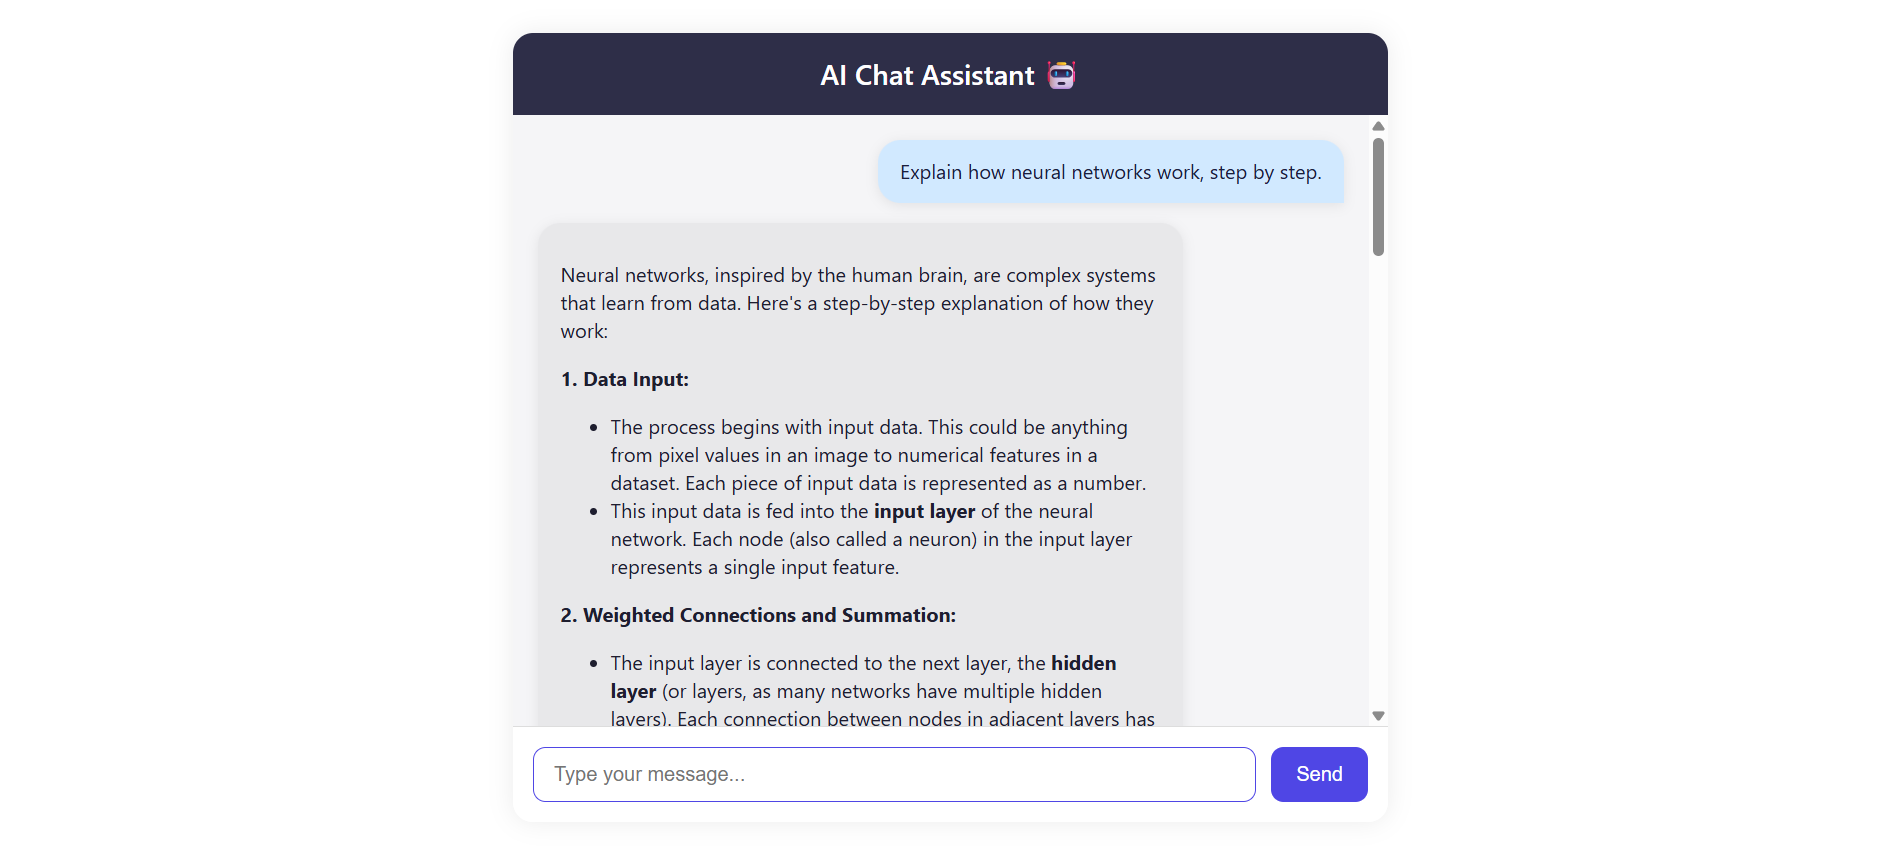 AI Chat Assistant 🤖
Explain how neural networks work, step by step.
Neural networks, inspired by the human brain, are complex systems
that learn from data. Here's a step-by-step explanation of how they
work:
1. Data Input:
• The process begins with input data. This could be anything
from pixel values in an image to numerical features in a
dataset. Each piece of input data is represented as a number.
• This input data is fed into the input layer of the neural
network. Each node (also called a neuron) in the input layer
represents a single input feature.
2. Weighted Connections and Summation:
• The input layer is connected to the next layer, the hidden
layer (or layers, as many networks have multiple hidden
layers). Each connection between nodes in adjacent layers has
Type your message...
Send